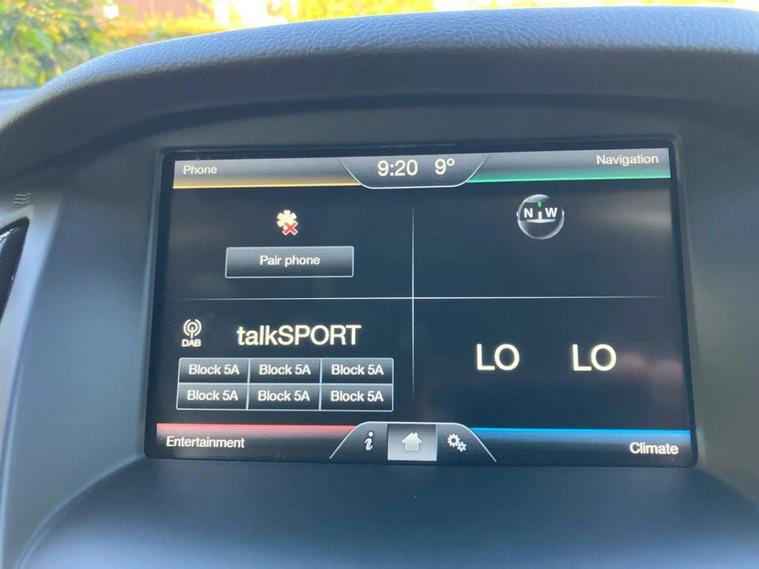 Phone
9:20 9°
Navigation
N W
Pair phone
DAB
talkSPORT
Block 5A Block 5A Block 5A
Block 5A Block 5A Block 5A
LO LO
Entertainment
i
Climate